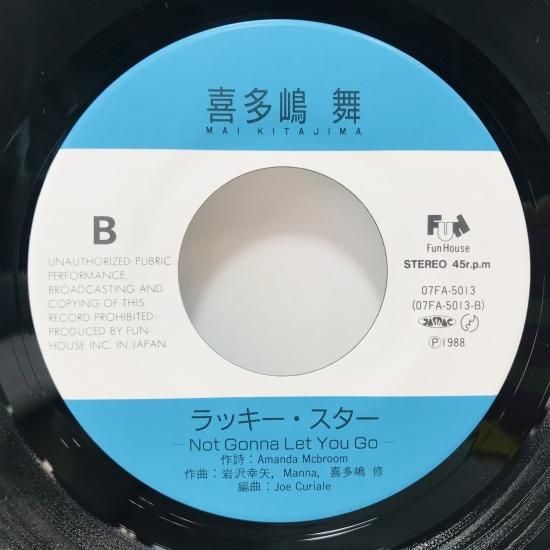 喜多嶋 舞
MAI KITAJIMA
B
UNAUTHORIZED PUBRIC
PERFORMANCE.
BROADCASTING AND
COPYING OF THIS
RECORD PROHIBITED-
PRODUCED BY FUN-
HOUSE INC. IN JAPAN.
FUN
Fun House
STEREO 45r.p.m
07FA-5013
(07FA-5013-B)
JASRAC
Ⓟ1988
ラッキー・スター
—Not Gonna Let You Go—
作詩：Amanda Mcbroom
作曲：岩沢幸矢, Manna, 喜多嶋 修
編曲：Joe Curiale